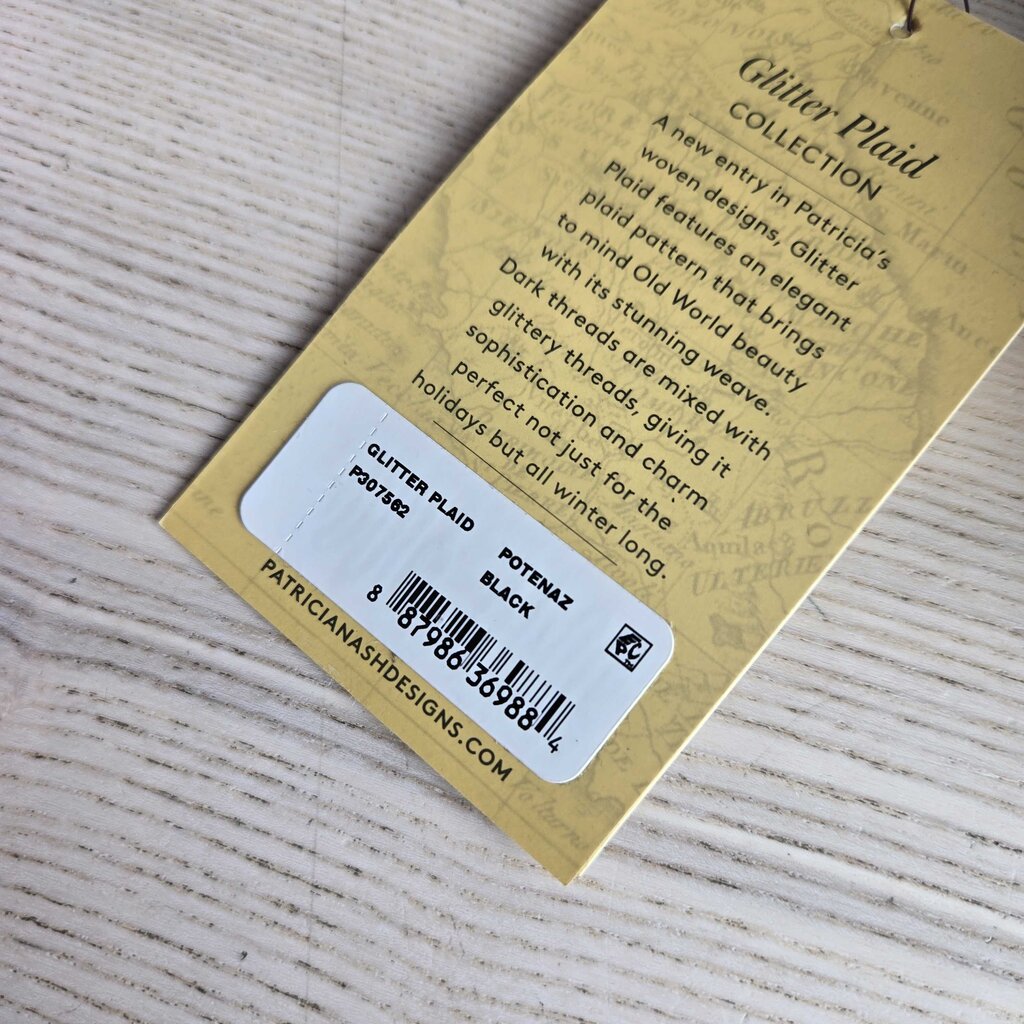 Glitter Plaid
COLLECTION
A new entry in Patricia's
woven designs, Glitter
Plaid features an elegant
plaid pattern that brings
to mind Old World beauty
with its stunning weave.
Dark threads are mixed with
glittery threads, giving it
sophistication and charm
perfect not just for the
holidays but all winter long.
GLITTER PLAID
P307562
POTENAZ
BLACK
8 87986 36988 4
PATRICIANASHDESIGNS.COM